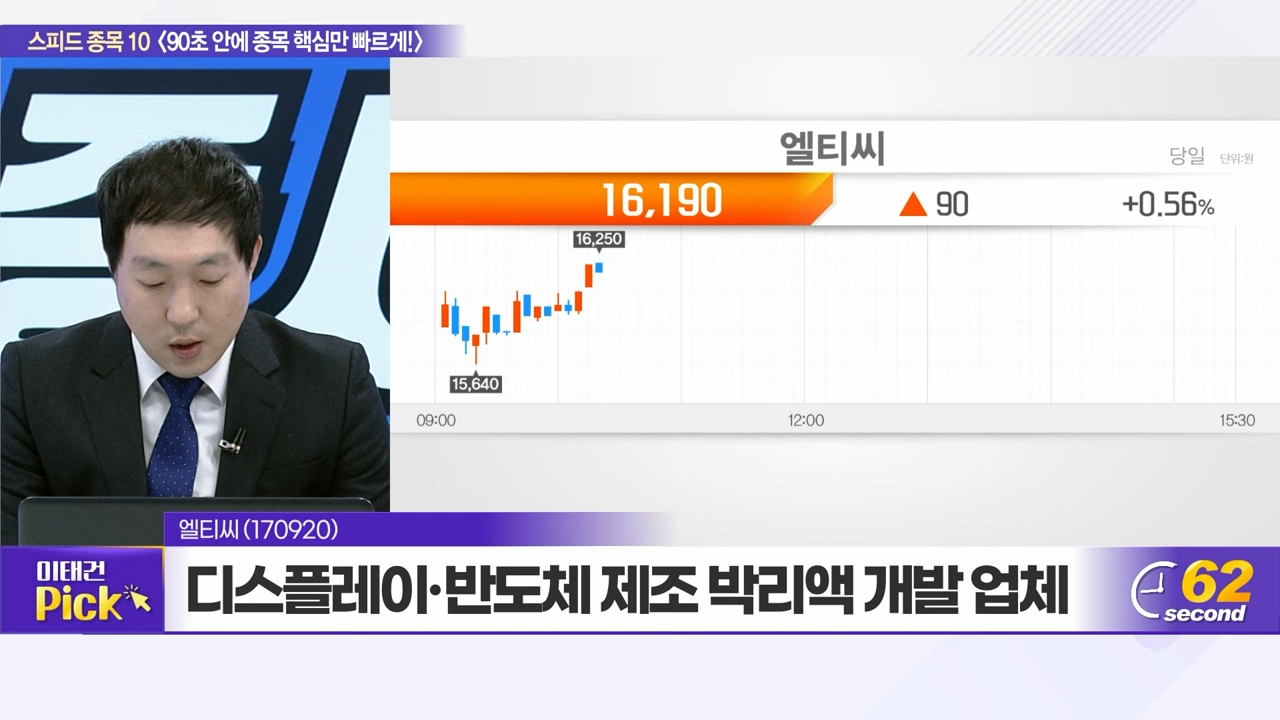 스피드 종목 10 〈90초 안에 종목 핵심만 빠르게!〉
엘티씨
당일 단위:원
16,190 ▲ 90 +0.56%
16,250
15,640
09:00 12:00 15:30
엘티씨 (170920)
이태건
Pick
디스플레이·반도체 제조 박리액 개발 업체
62
second